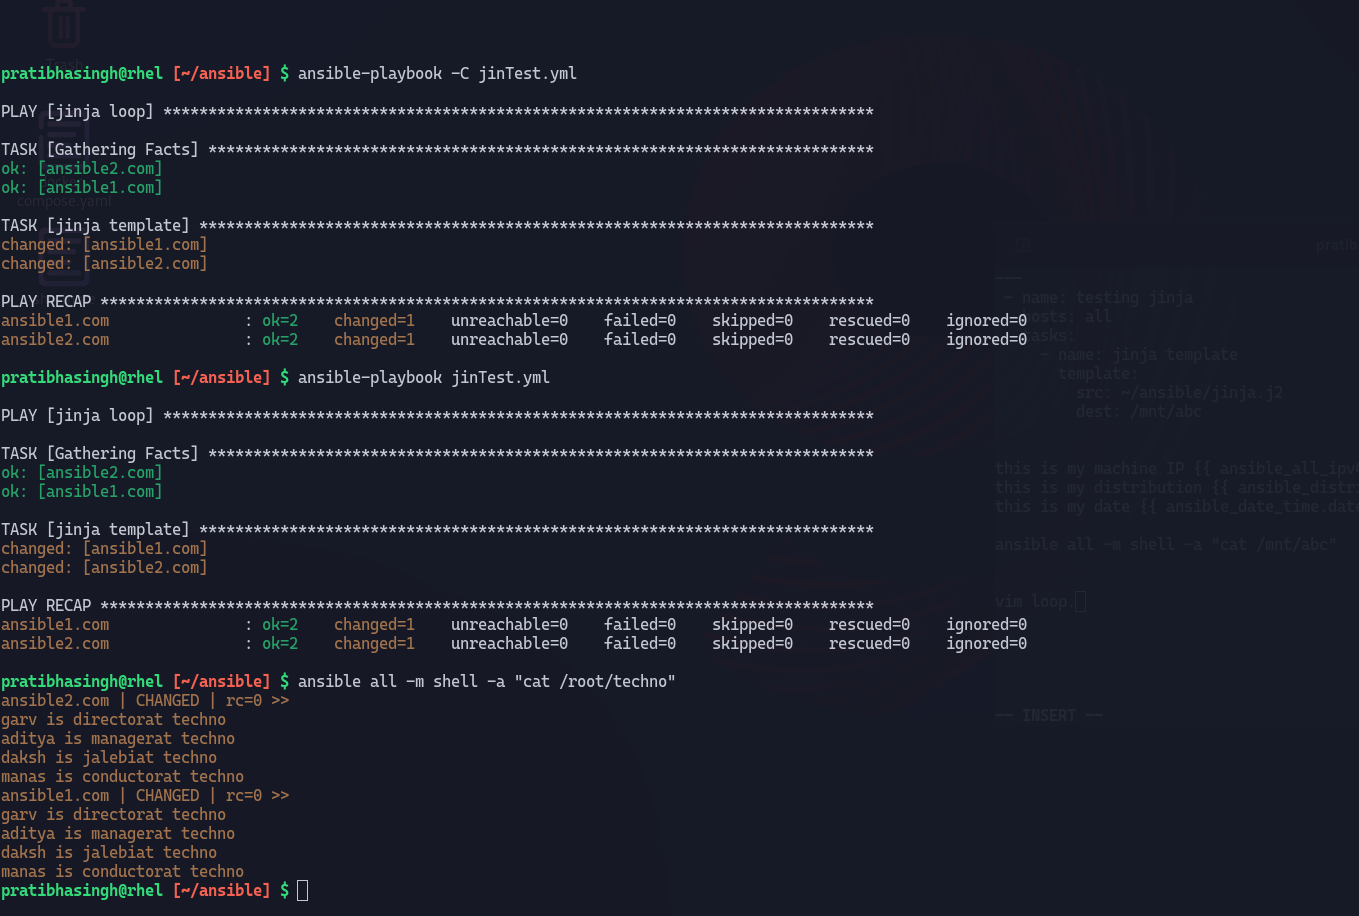 Trash
pratibhasingh@rhel [~/ansible] $ ansible-playbook -C jinTest.yml
PLAY [jinja loop] *******************************************************************************
TASK [Gathering Facts] **************************************************************************
ok: [ansible2.com]
ok: [ansible1.com]
compose.yaml
TASK [jinja template] ***************************************************************************
changed: [ansible1.com]
changed: [ansible2.com]
PLAY RECAP **************************************************************************************
ansible1.com               : ok=2    changed=1    unreachable=0    failed=0    skipped=0    rescued=0    ignored=0
ansible2.com               : ok=2    changed=1    unreachable=0    failed=0    skipped=0    rescued=0    ignored=0
pratibhasingh@rhel [~/ansible] $ ansible-playbook jinTest.yml
PLAY [jinja loop] *******************************************************************************
TASK [Gathering Facts] **************************************************************************
ok: [ansible2.com]
ok: [ansible1.com]
TASK [jinja template] ***************************************************************************
changed: [ansible1.com]
changed: [ansible2.com]
PLAY RECAP **************************************************************************************
ansible1.com               : ok=2    changed=1    unreachable=0    failed=0    skipped=0    rescued=0    ignored=0
ansible2.com               : ok=2    changed=1    unreachable=0    failed=0    skipped=0    rescued=0    ignored=0
pratibhasingh@rhel [~/ansible] $ ansible all -m shell -a "cat /root/techno"
ansible2.com | CHANGED | rc=0 >>
garv is directorat techno
aditya is managerat techno
daksh is jalebiat techno
manas is conductorat techno
ansible1.com | CHANGED | rc=0 >>
garv is directorat techno
aditya is managerat techno
daksh is jalebiat techno
manas is conductorat techno
pratibhasingh@rhel [~/ansible] $
pratib
---
- name: testing jinja
hosts: all
tasks:
- name: jinja template
template:
src: ~/ansible/jinja.j2
dest: /mnt/abc
this is my machine IP {{ ansible_all_ipv
this is my distribution {{ ansible_distri
this is my date {{ ansible_date_time.date
ansible all -m shell -a "cat /mnt/abc"
vim loop.
-- INSERT --